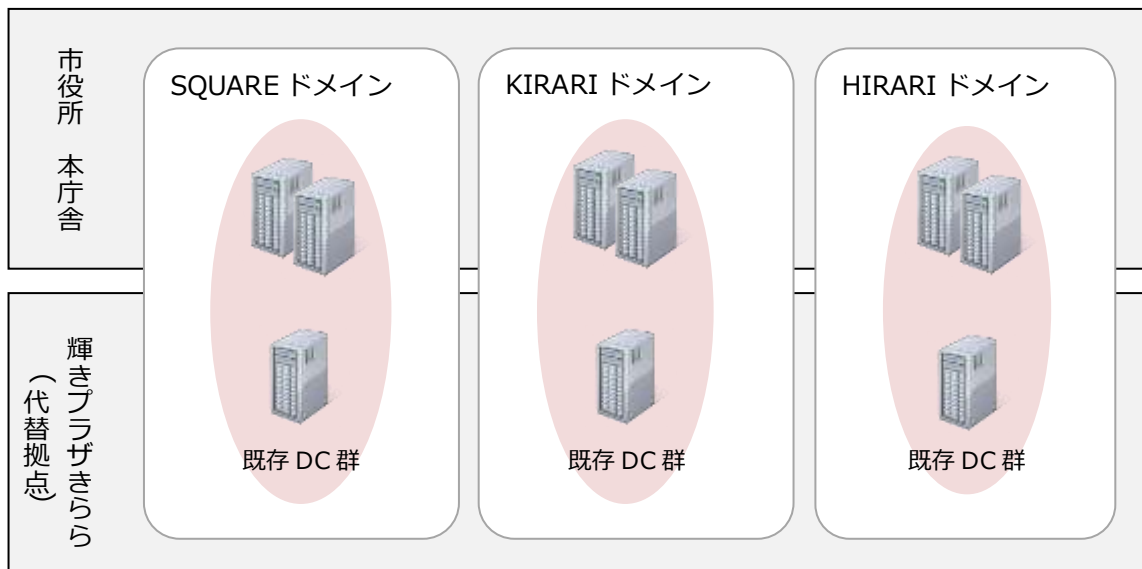 市役所　本庁舎
SQUARE ドメイン
KIRARI ドメイン
HIRARI ドメイン
輝きプラザきらら
（代替拠点）
既存 DC 群
既存 DC 群
既存 DC 群